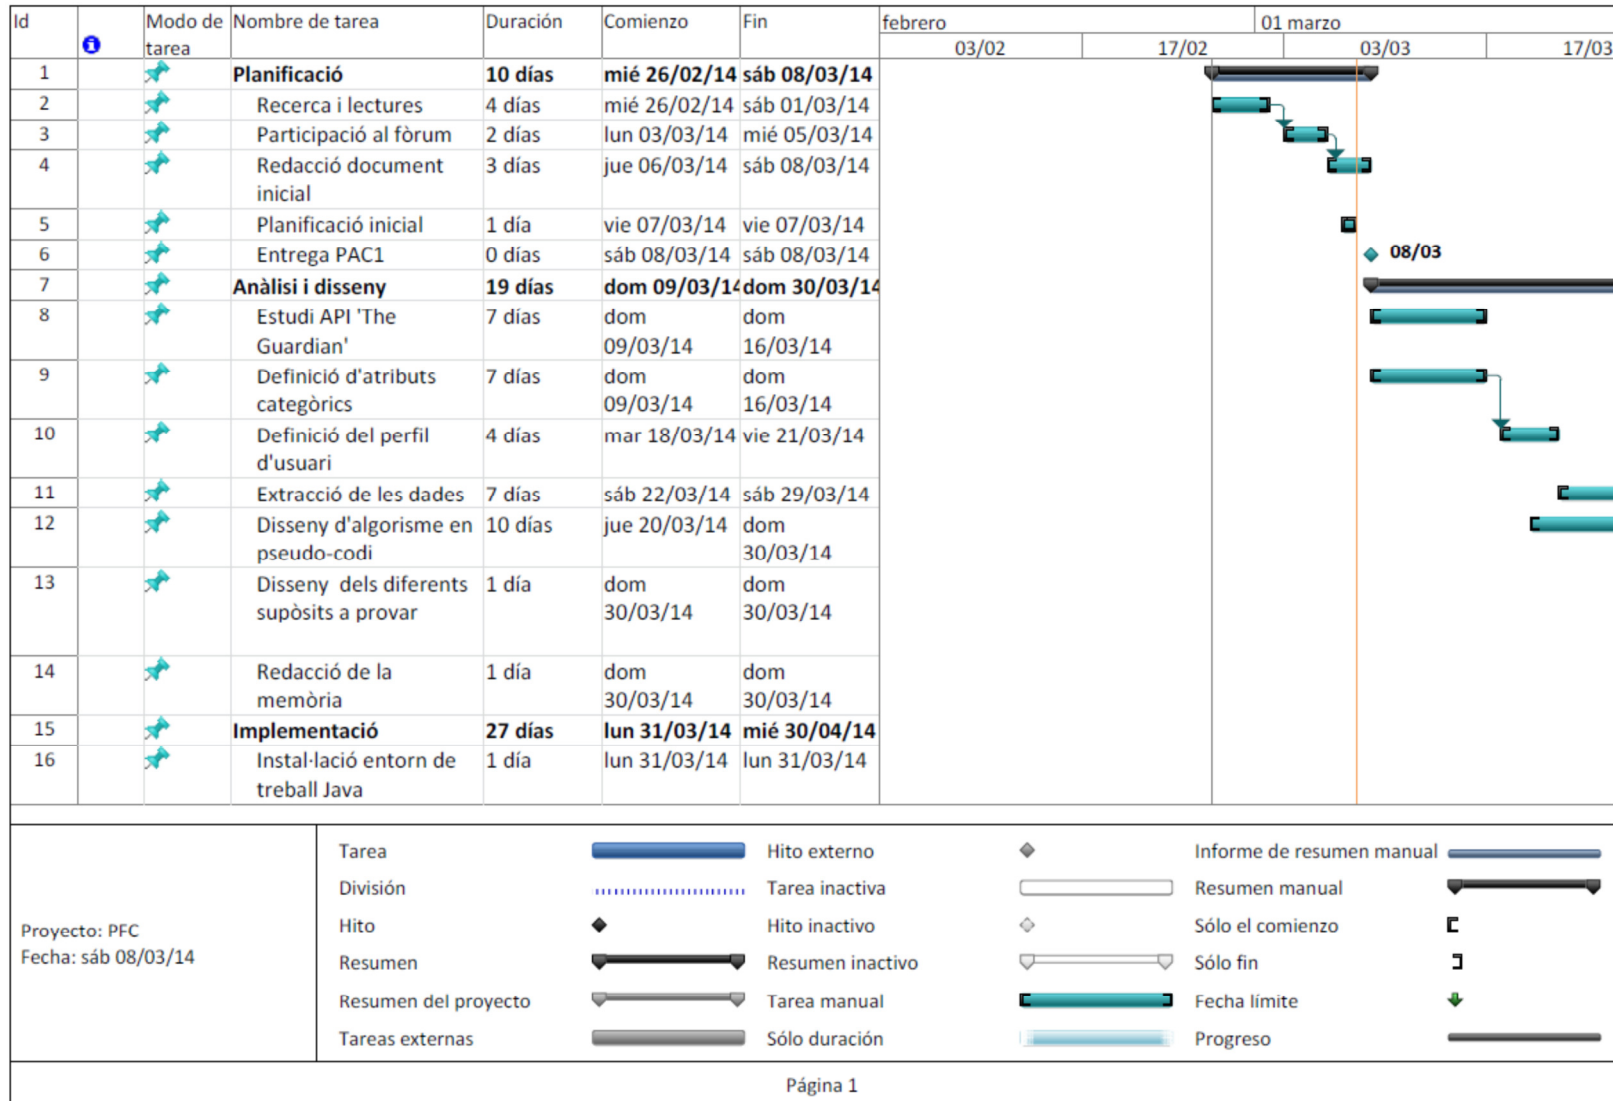 Id Modo de Nombre de tarea Duración Comienzo Fin febrero 01 marzo
tarea 03/02 17/02 03/03 17/03
1 Planificació 10 días mié 26/02/14 sáb 08/03/14
2 Recerca i lectures 4 días mié 26/02/14 sáb 01/03/14
3 Participació al fòrum 2 días lun 03/03/14 mié 05/03/14
4 Redacció document 3 días jue 06/03/14 sáb 08/03/14
inicial
5 Planificació inicial 1 día vie 07/03/14 vie 07/03/14
6 Entrega PAC1 0 días sáb 08/03/14 sáb 08/03/14 08/03
7 Anàlisi i disseny 19 días dom 09/03/14 dom 30/03/14
8 Estudi API 'The 7 días dom dom
Guardian' 09/03/14 16/03/14
9 Definició d'atributs 7 días dom dom
categòrics 09/03/14 16/03/14
10 Definició del perfil 4 días mar 18/03/14 vie 21/03/14
d'usuari
11 Extracció de les dades 7 días sáb 22/03/14 sáb 29/03/14
12 Disseny d'algorisme en 10 días jue 20/03/14 dom
pseudo-codi 30/03/14
13 Disseny dels diferents 1 día dom dom
supòsits a provar 30/03/14 30/03/14
14 Redacció de la 1 día dom dom
memòria 30/03/14 30/03/14
15 Implementació 27 días lun 31/03/14 mié 30/04/14
16 Instal·lació entorn de 1 día lun 31/03/14 lun 31/03/14
treball Java
Proyecto: PFC
Fecha: sáb 08/03/14
Tarea Hito externo Informe de resumen manual
División Tarea inactiva Resumen manual
Hito Hito inactivo Sólo el comienzo
Resumen Resumen inactivo Sólo fin
Resumen del proyecto Tarea manual Fecha límite
Tareas externas Sólo duración Progreso
Página 1